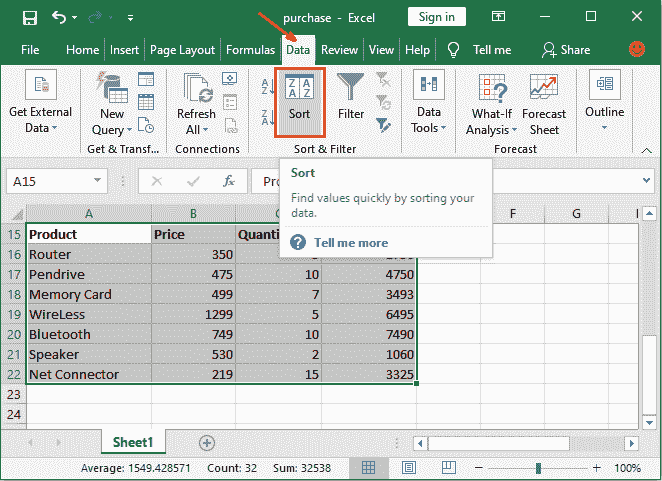 purchase - Excel
Sign in
File Home Insert Page Layout Formulas Data Review View Help Tell me Share
Get External Data
New Query
Refresh All
Sort
Filter
Data Tools
What-If Analysis
Forecast Sheet
Outline
Get & Transf... Connections Sort & Filter Forecast
A15 fx
Sort
Find values quickly by sorting your
data.
Tell me more
A B F G H
15 Product Price
16 Router 350
17 Pendrive 475 10 4750
18 Memory Card 499 7 3493
19 WireLess 1299 5 6495
20 Bluetooth 749 10 7490
21 Speaker 530 2 1060
22 Net Connector 219 15 3325
23
24
Sheet1
Average: 1549.428571 Count: 32 Sum: 32538 100%